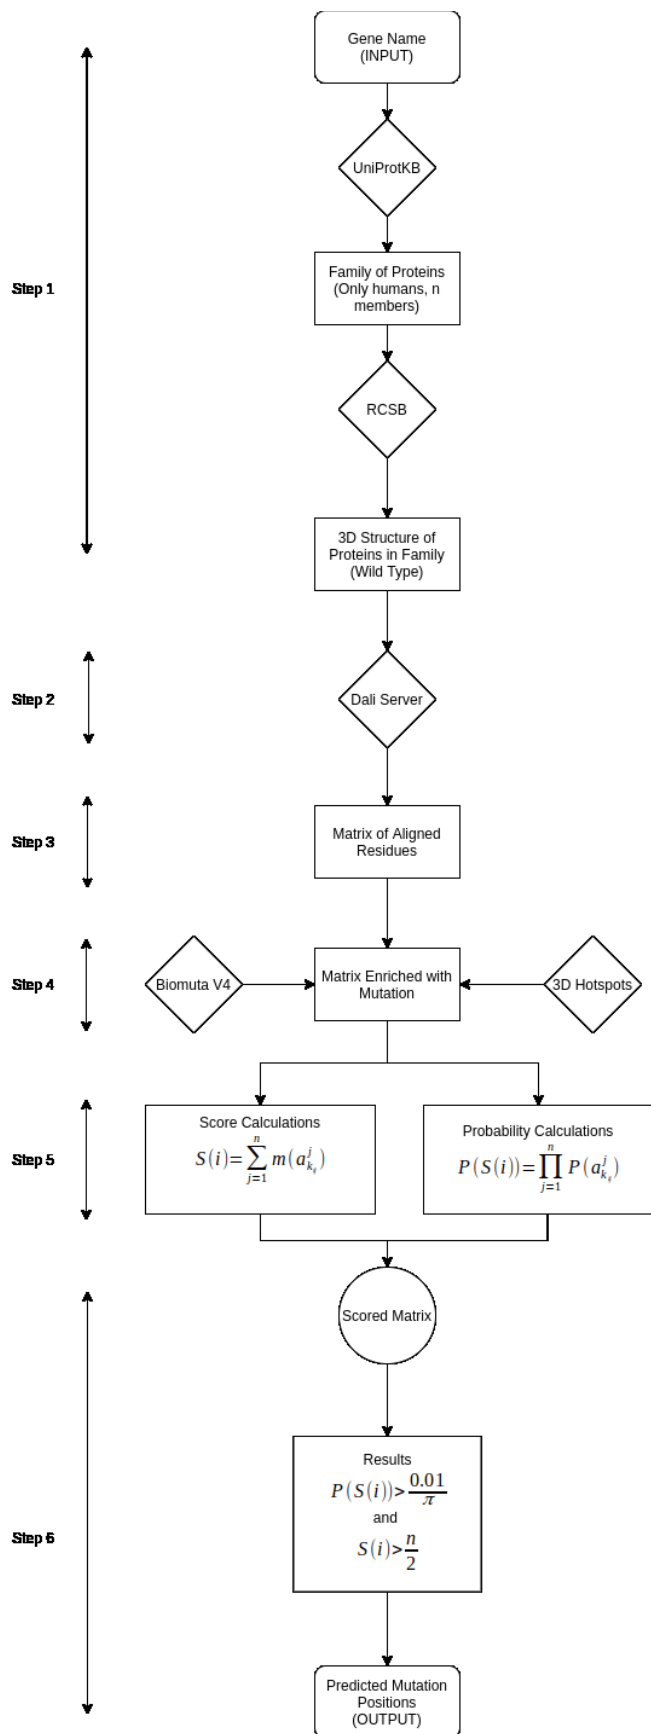 Gene Name
(INPUT)
UniProtKB
Step 1
Family of Proteins
(Only humans, n
members)
RCSB
3D Structure of
Proteins in Family
(Wild Type)
Step 2
Dali Server
Step 3
Matrix of Aligned
Residues
Step 4
Biomuta V4
Matrix Enriched with
Mutation
3D Hotspots
Step 5
Score Calculations
S(i)=∑_{j=1}^{n} m(a_{k_i}^{j})
Probability Calculations
P(S(i))=∏_{j=1}^{n} P(a_{k_i}^{j})
Scored Matrix
Step 6
Results
P(S(i))>0.01/π
and
S(i)>n/2
Predicted Mutation
Positions
(OUTPUT)